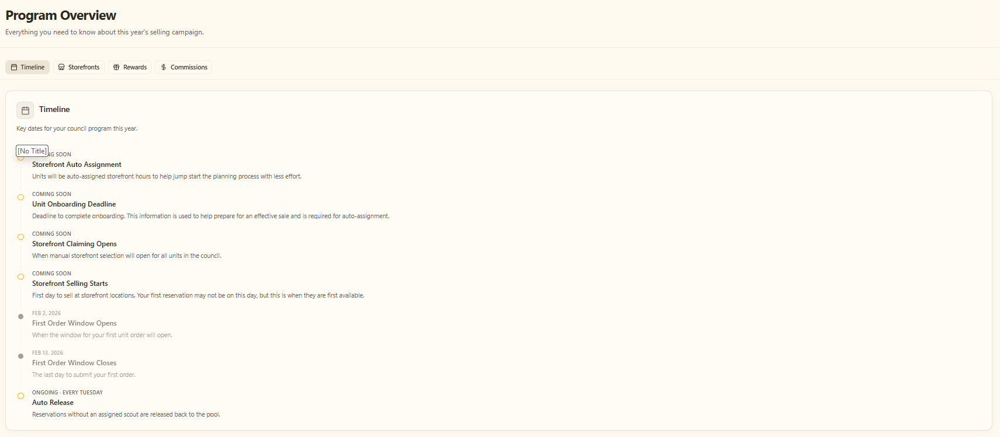 Program Overview
Everything you need to know about this year's selling campaign.
Timeline
Storefronts
Rewards
Commissions
Timeline
Key dates for your council program this year.
[No Title]
NG SOON
Storefront Auto Assignment
Units will be auto-assigned storefront hours to help jump start the planning process with less effort.
COMING SOON
Unit Onboarding Deadline
Deadline to complete onboarding. This information is used to help prepare for an effective sale and is required for auto-assignment.
COMING SOON
Storefront Claiming Opens
When manual storefront selection will open for all units in the council.
COMING SOON
Storefront Selling Starts
First day to sell at storefront locations. Your first reservation may not be on this day, but this is when they are first available.
FEB 2, 2026
First Order Window Opens
When the window for your first unit order will open.
FEB 13, 2026
First Order Window Closes
The last day to submit your first order.
ONGOING - EVERY TUESDAY
Auto Release
Reservations without an assigned scout are released back to the pool.